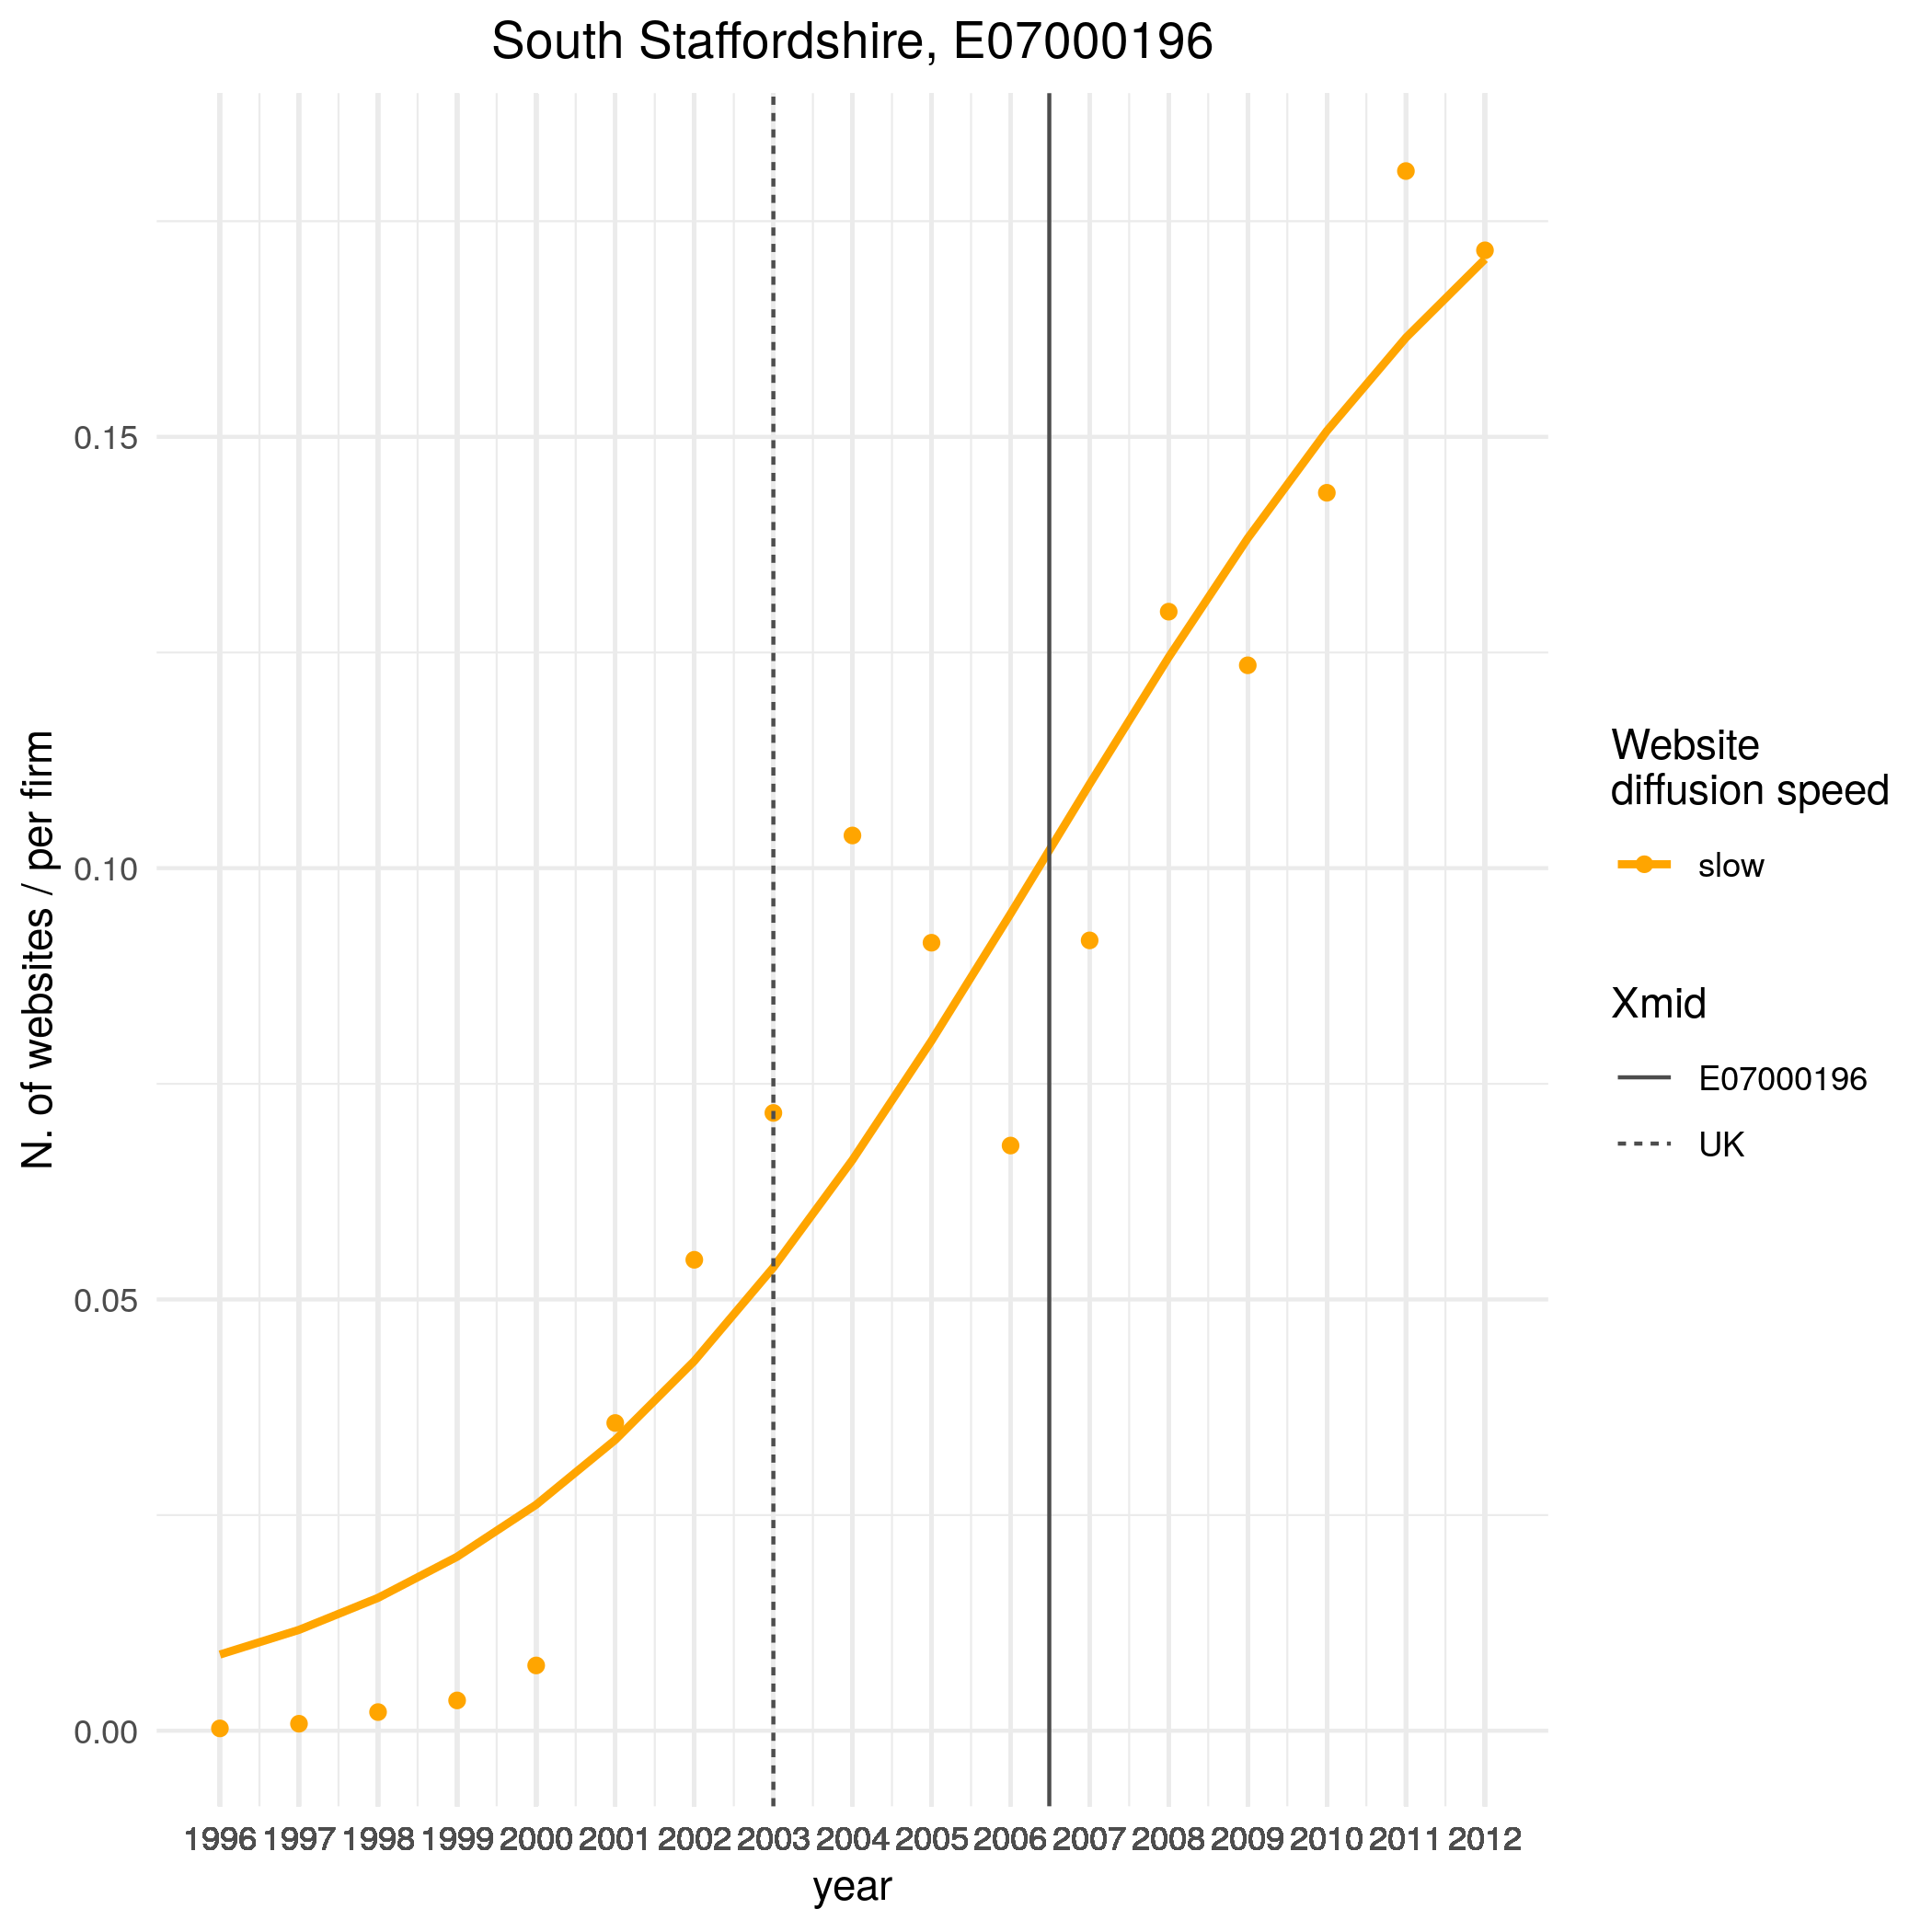 South Staffordshire, E07000196
N. of websites / per firm
0.15
0.10
0.05
0.00
1996 1997 1998 1999 2000 2001 2002 2003 2004 2005 2006 2007 2008 2009 2010 2011 2012
year
Website
diffusion speed
slow
Xmid
E07000196
UK